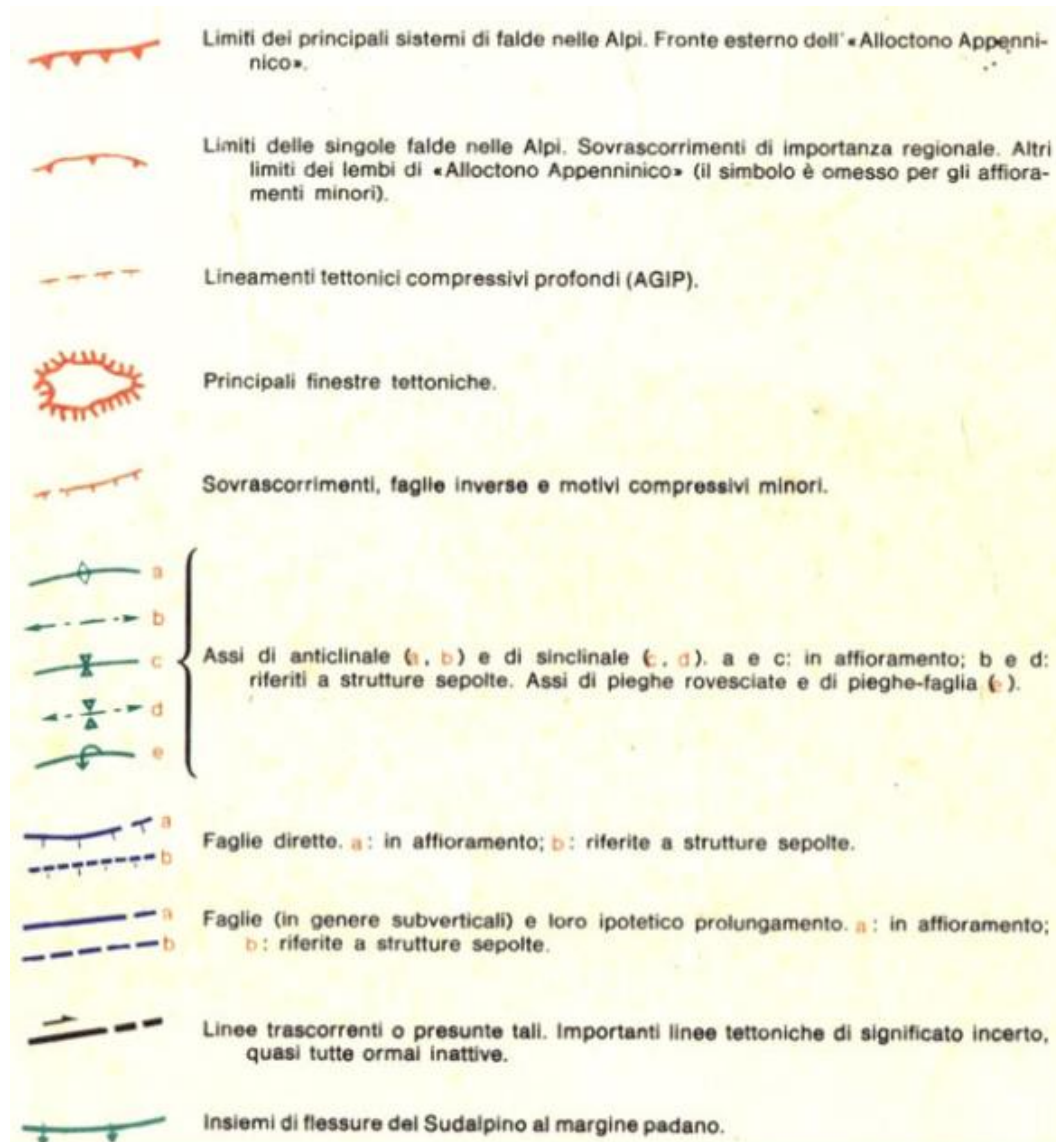 Limiti dei principali sistemi di falde nelle Alpi. Fronte esterno dell'«Alloctono Appenni-
nico».
Limiti delle singole falde nelle Alpi. Sovrascorrimenti di importanza regionale. Altri
limiti dei lembi di «Alloctono Appenninico» (il simbolo è omesso per gli affiora-
menti minori).
Lineamenti tettonici compressivi profondi (AGIP).
Principali finestre tettoniche.
Sovrascorrimenti, faglie inverse e motivi compressivi minori.
a
b
c
d
e
Assi di anticlinale (a, b) e di sinclinale (c, d). a e c: in affioramento; b e d:
riferiti a strutture sepolte. Assi di pieghe rovesciate e di pieghe-faglia (e).
a
b
Faglie dirette. a: in affioramento; b: riferite a strutture sepolte.
a
b
Faglie (in genere subverticali) e loro ipotetico prolungamento. a: in affioramento;
b: riferite a strutture sepolte.
Linee trascorrenti o presunte tali. Importanti linee tettoniche di significato incerto,
quasi tutte ormai inattive.
Insiemi di flessure del Sudalpino al margine padano.